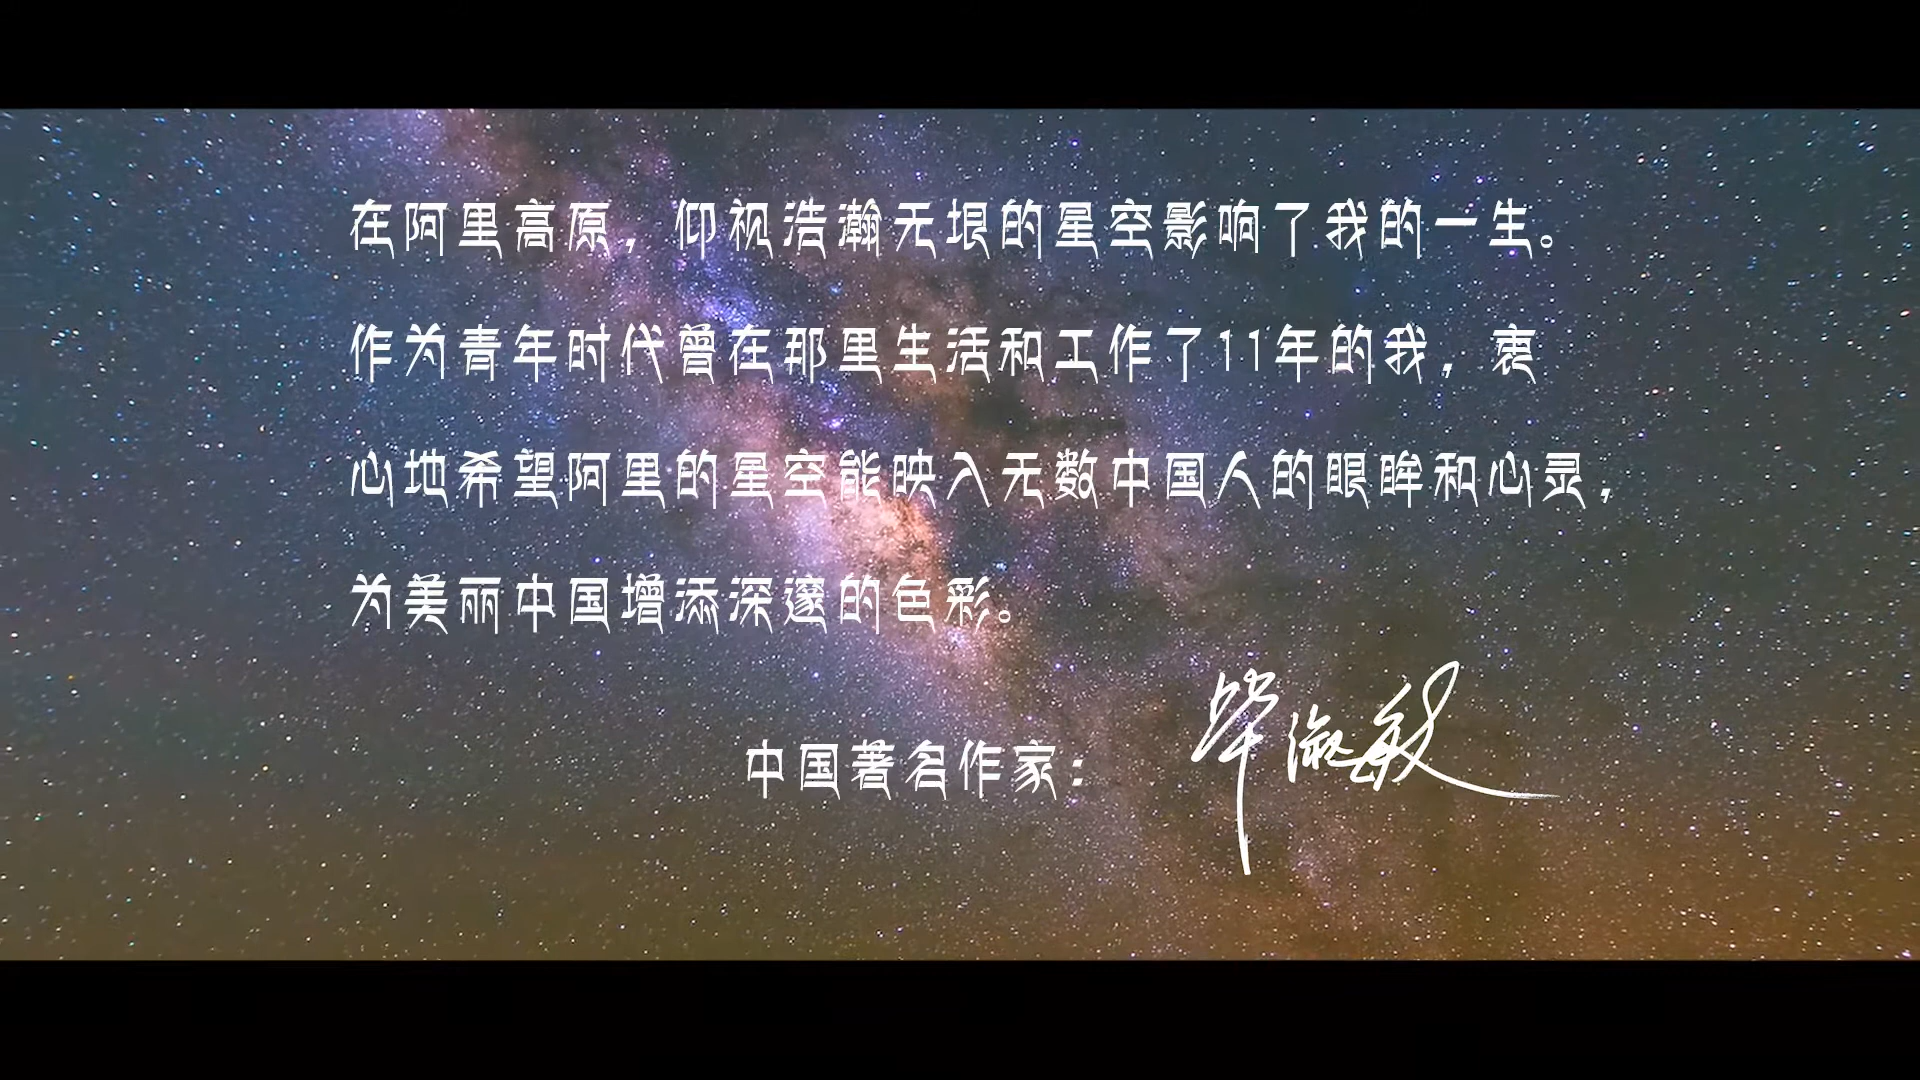 在阿里高原，仰视浩瀚无垠的星空影响了我的一生。
作为青年时代曾在那里生活和工作了11年的我，衷
心地希望阿里的星空能映入无数中国人的眼眸和心灵，
为美丽中国增添深邃的色彩。
中国著名作家：毕淑敏